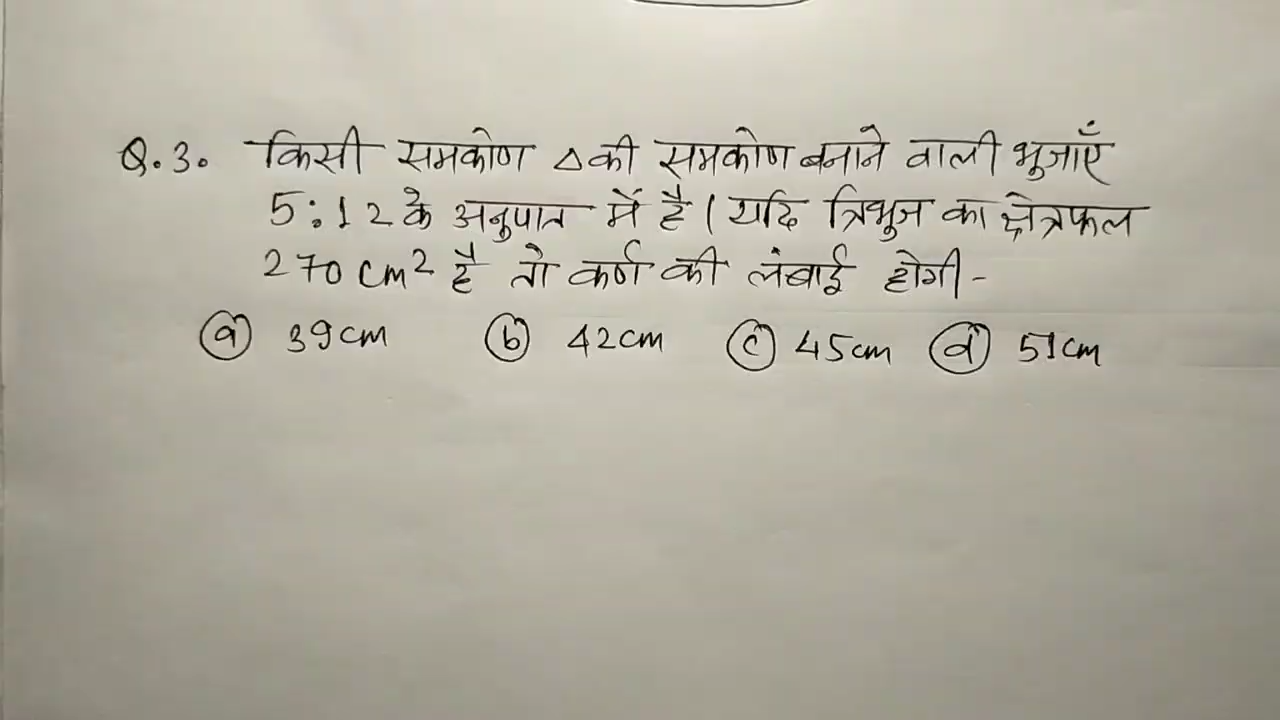 Q.3. किसी समकोण △ की समकोण बनाने वाली भुजाएँ
5:12 के अनुपात में है। यदि त्रिभुज का क्षेत्रफल
270 cm² है तो कर्ण की लंबाई होगी-
(a) 39cm (b) 42cm (c) 45cm (d) 51cm